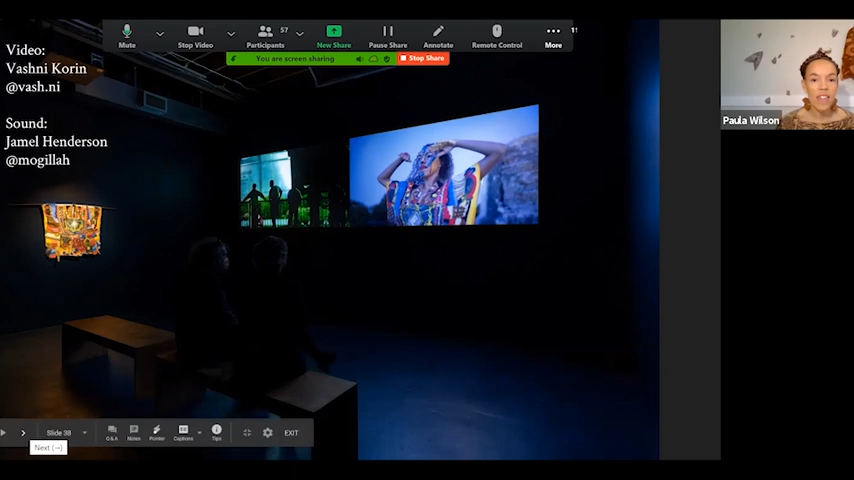 Video:
Vashni Korin
@vash.ni
Sound:
Jamel Henderson
@mogillah
57
Mute
Stop Video
Participants
New Share
Pause Share
Annotate
Remote Control
More
You are screen sharing
Stop Share
Paula Wilson
Slide 38
Q&A
Notes
Pointer
Captions
Tips
EXIT
Next (→)